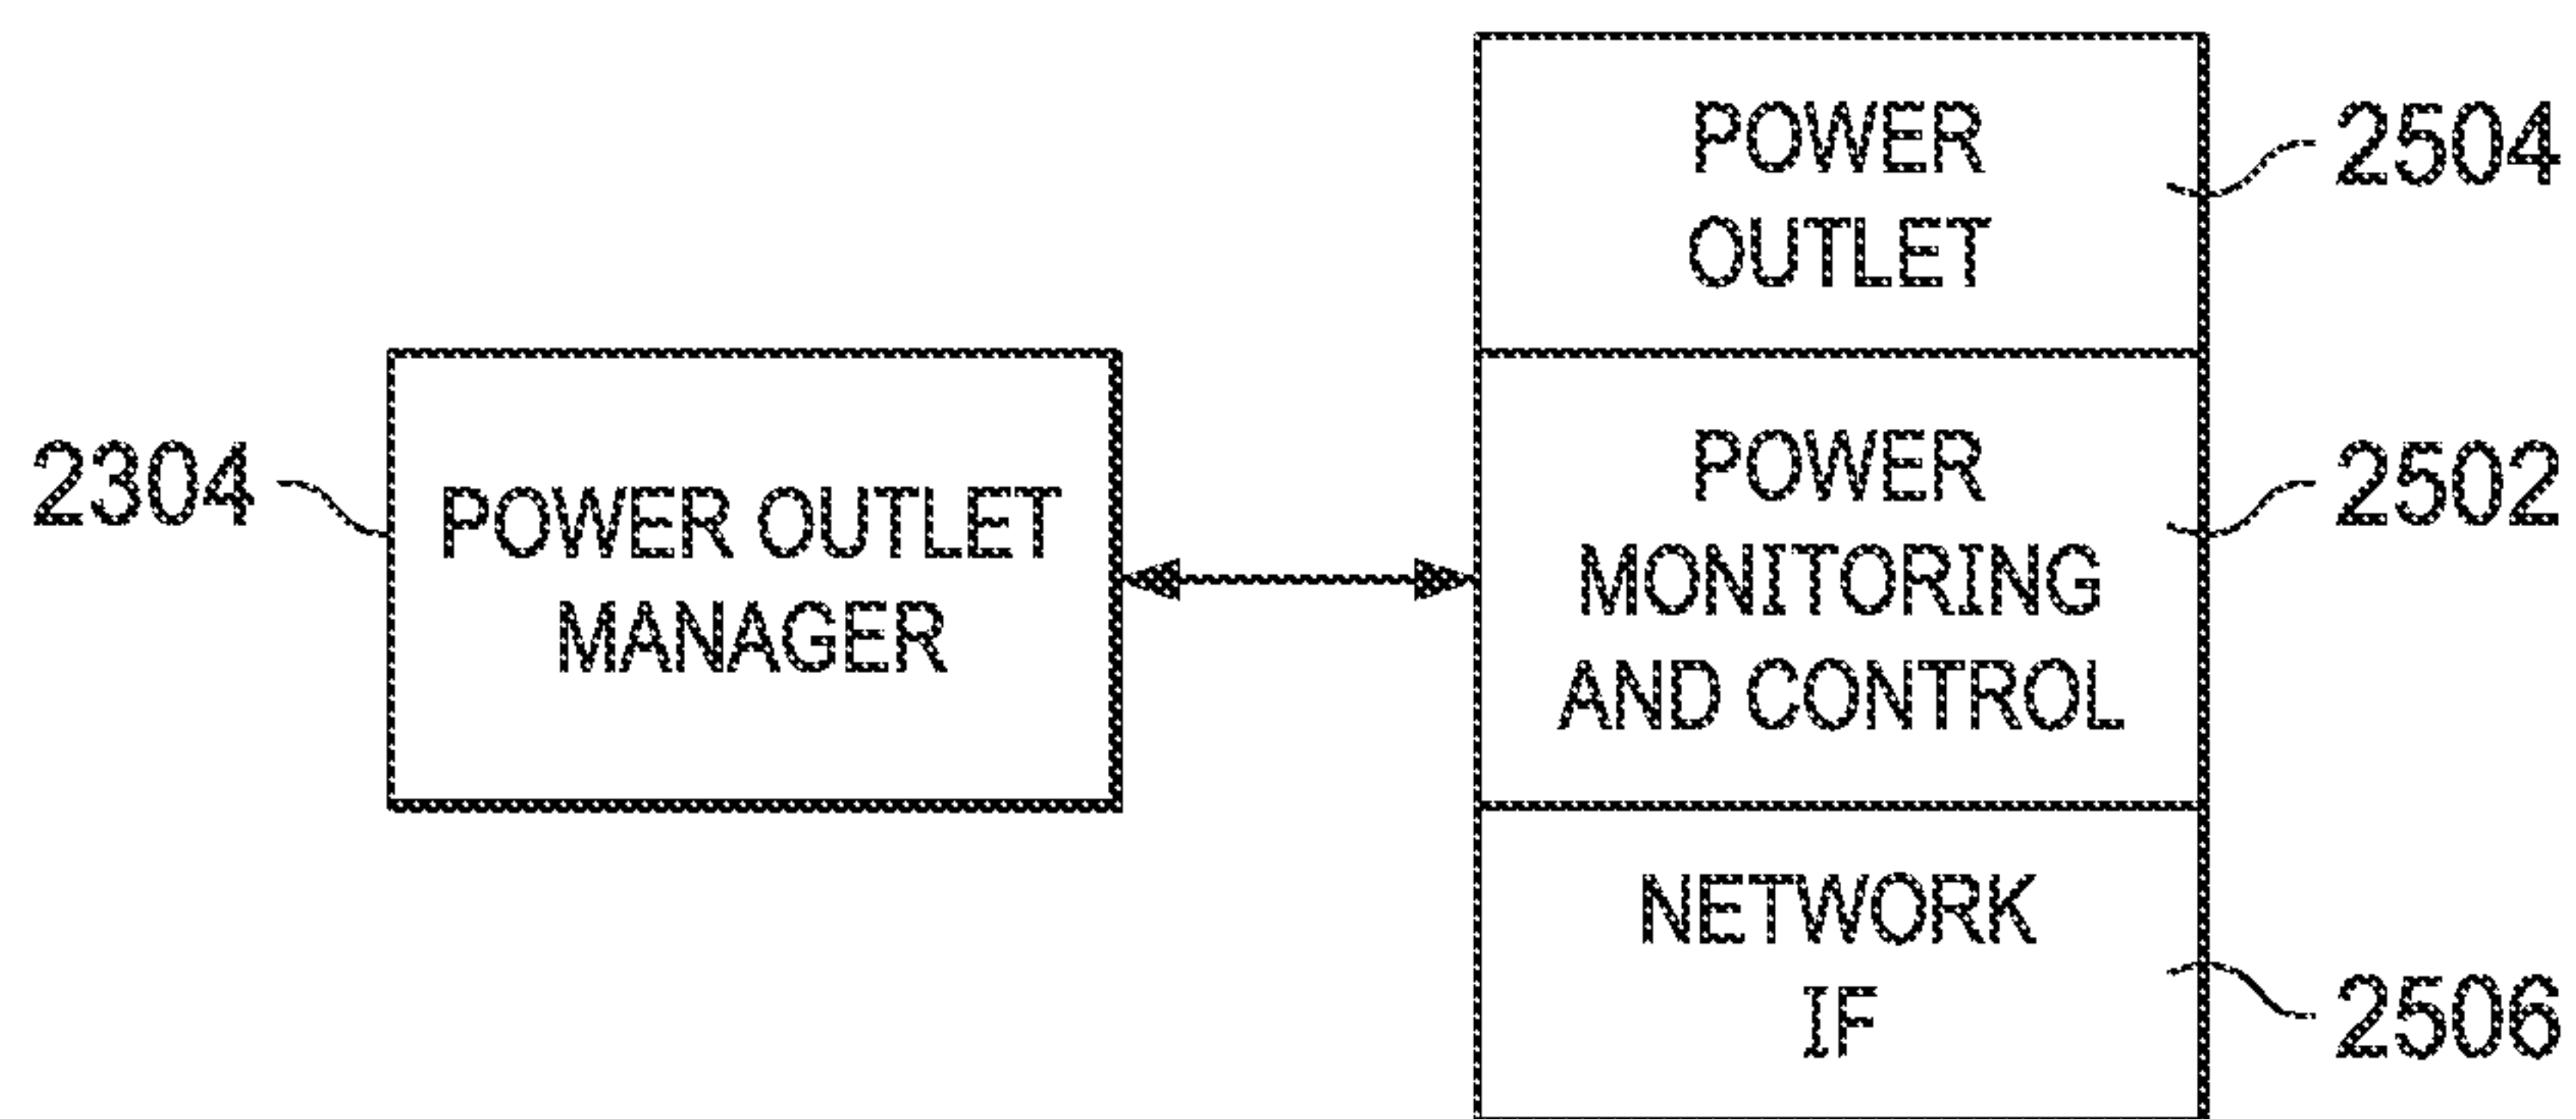 POWER
OUTLET
2504
2304
POWER OUTLET
MANAGER
POWER
MONITORING
AND CONTROL
2502
NETWORK
IF
2506